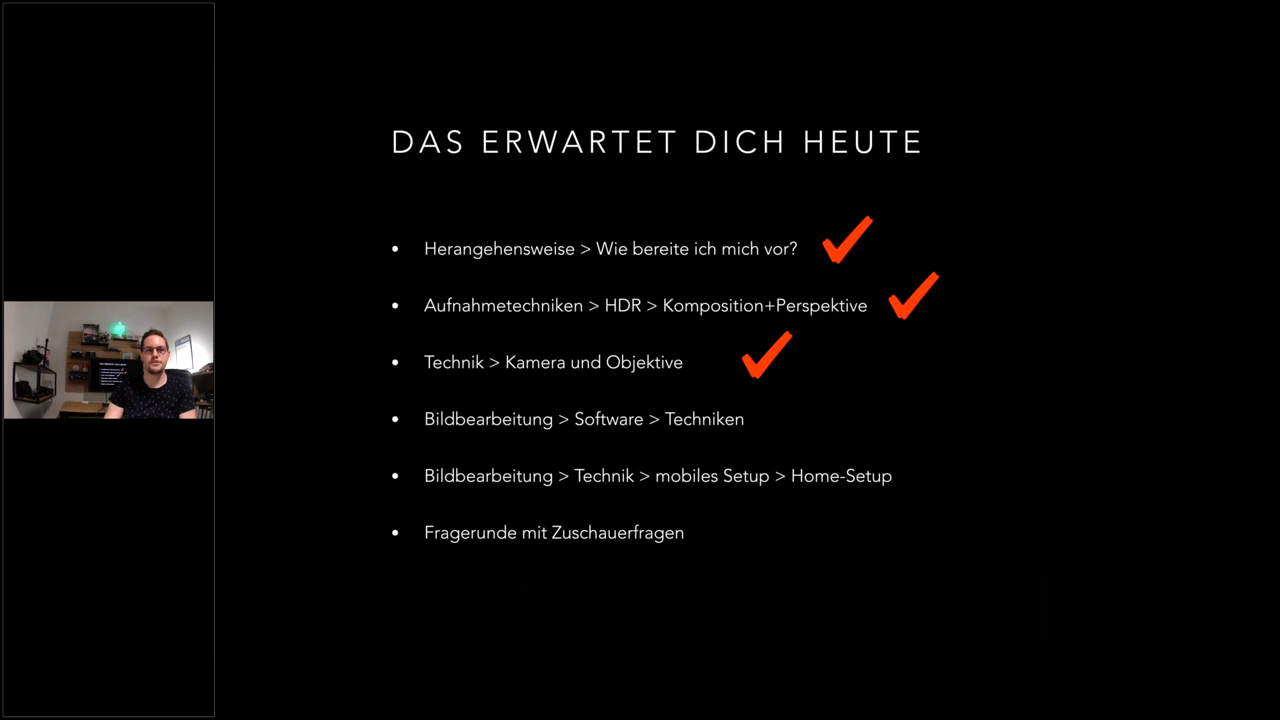 DAS ERWARTET DICH HEUTE
• Herangehensweise > Wie bereite ich mich vor?
• Aufnahmetechniken > HDR > Komposition+Perspektive
• Technik > Kamera und Objektive
• Bildbearbeitung > Software > Techniken
• Bildbearbeitung > Technik > mobiles Setup > Home-Setup
• Fragerunde mit Zuschauerfragen